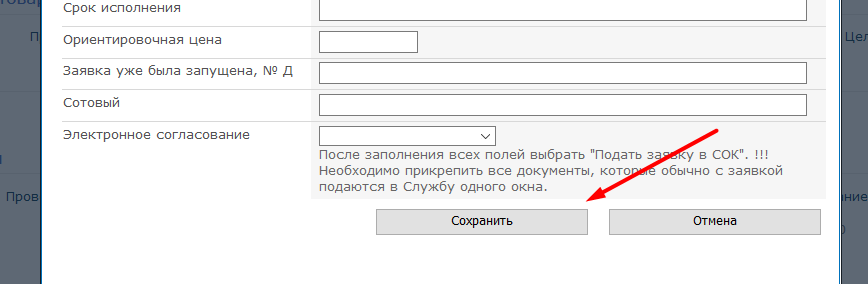 Срок исполнения
Ориентировочная цена
Заявка уже была запущена, № Д
Сотовый
Электронное согласование
После заполнения всех полей выбрать "Подать заявку в СОК". !!!
Необходимо прикрепить все документы, которые обычно с заявкой
подаются в Службу одного окна.
Сохранить Отмена